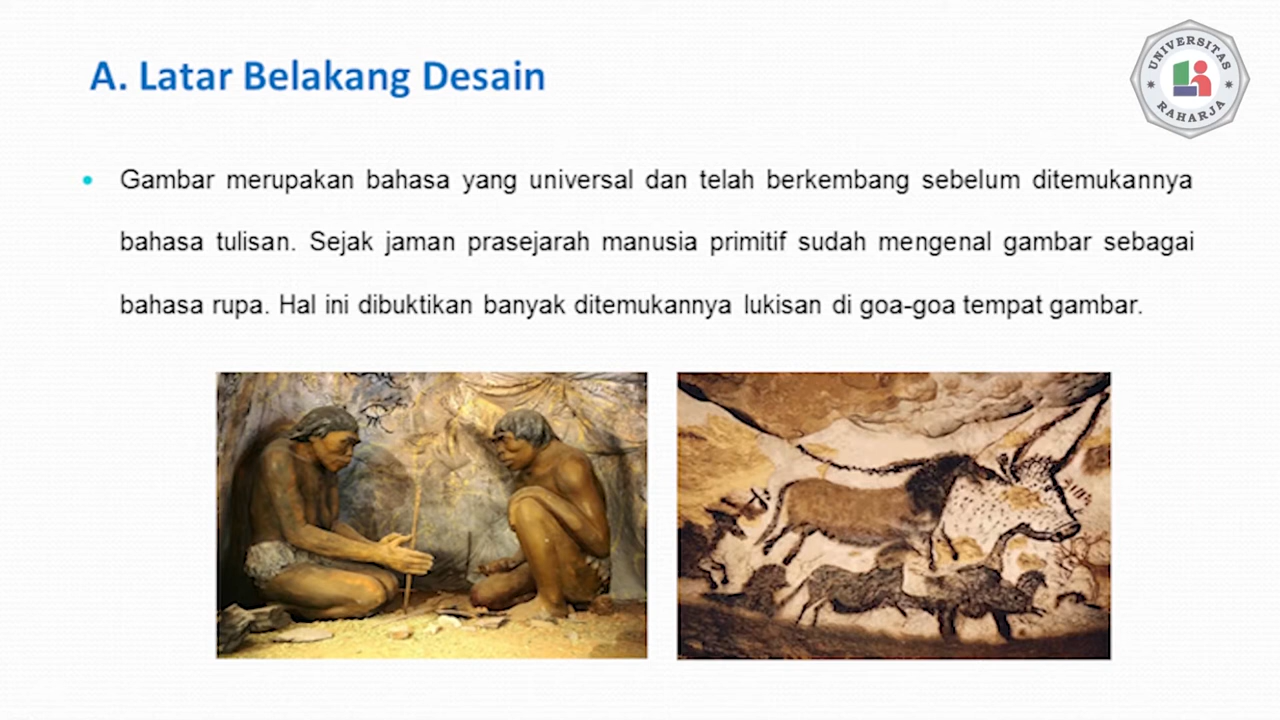 A. Latar Belakang Desain
UNIVERSITAS
RAHARJA
• Gambar merupakan bahasa yang universal dan telah berkembang sebelum ditemukannya
bahasa tulisan. Sejak jaman prasejarah manusia primitif sudah mengenal gambar sebagai
bahasa rupa. Hal ini dibuktikan banyak ditemukannya lukisan di goa-goa tempat gambar.